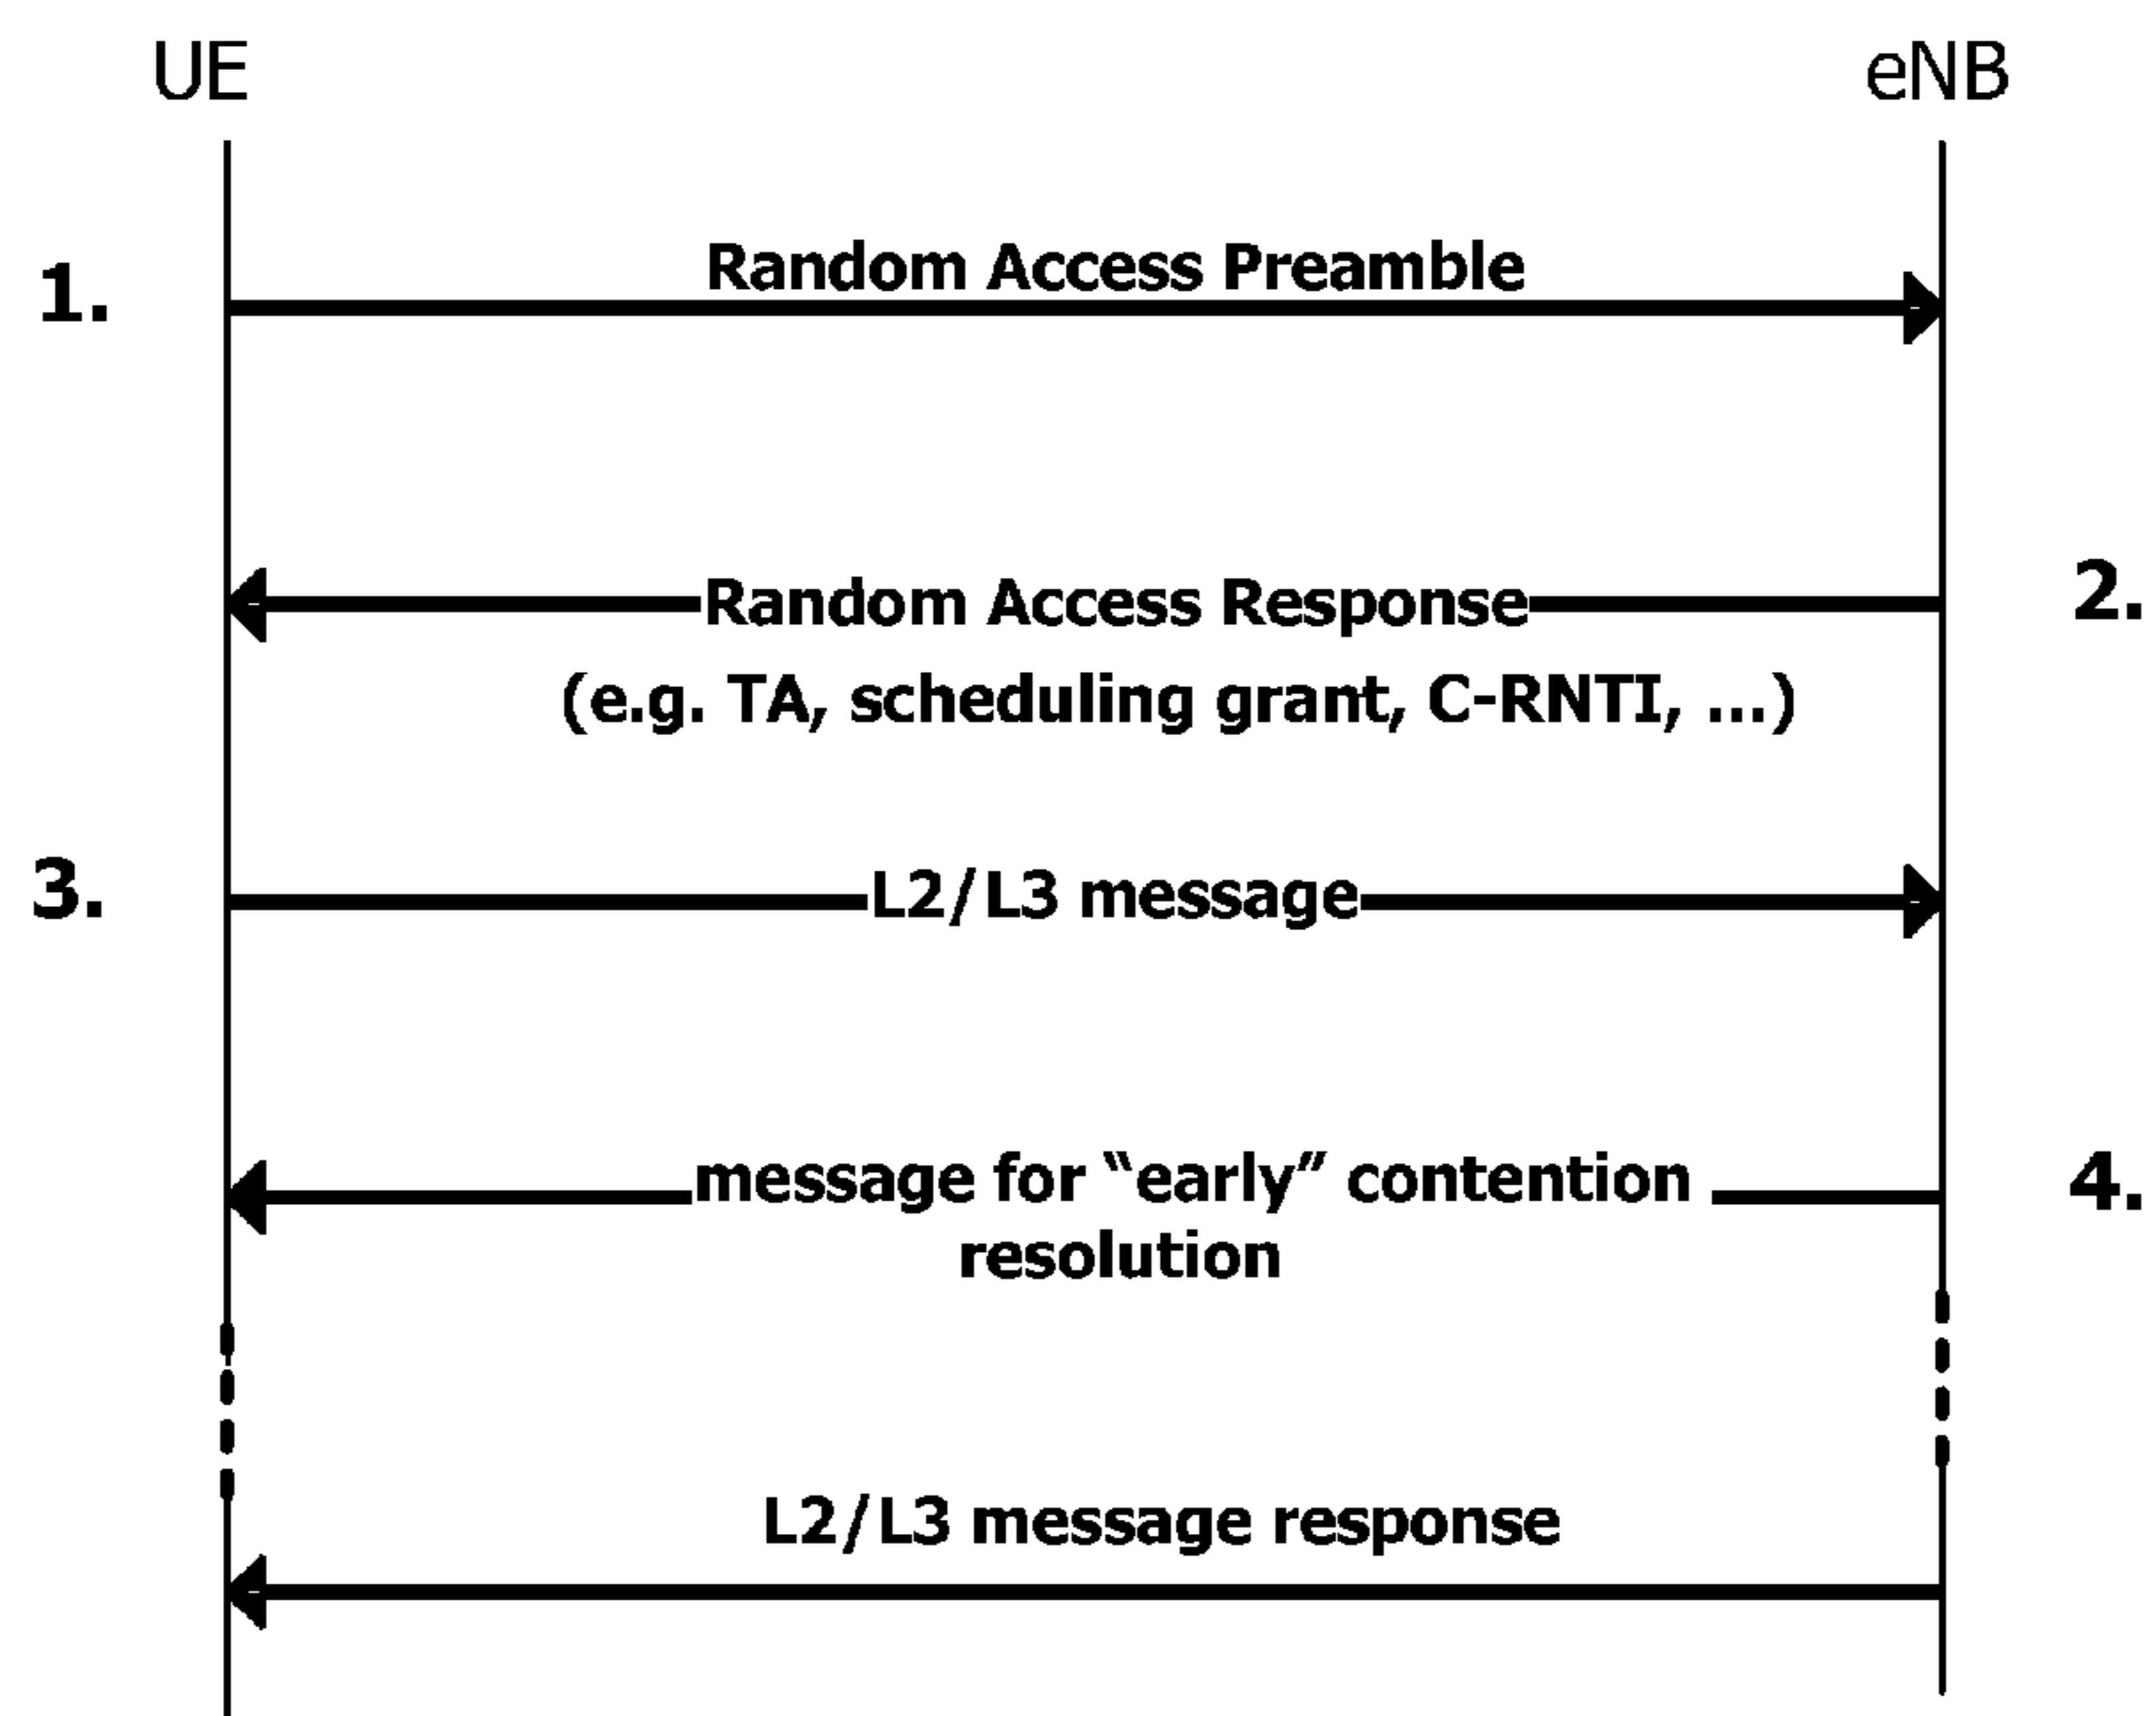 UE
eNB
Random Access Preamble
1.
Random Access Response
2.
(e.g. TA, scheduling grant, C-RNTI, ...)
3.
L2/L3 message
message for “early” contention
4.
resolution
L2/L3 message response